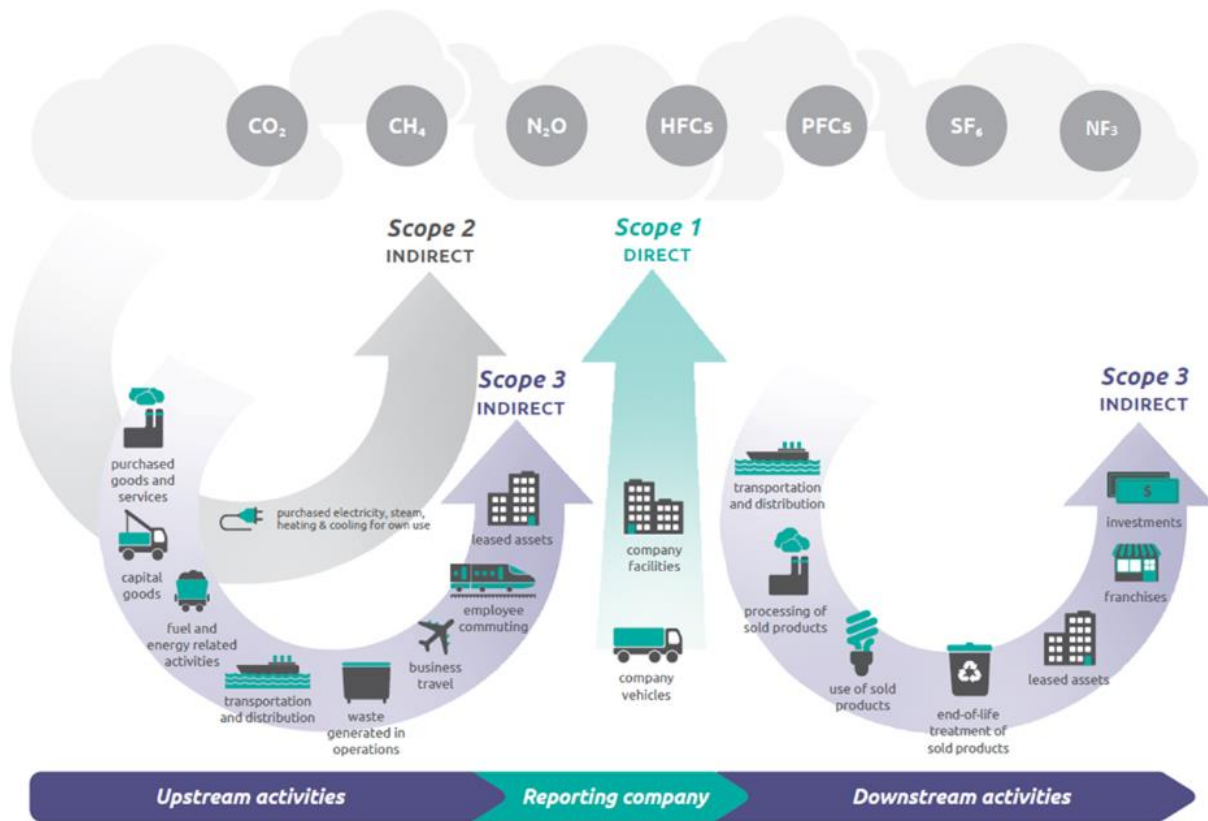 CO₂
CH₄
N₂O
HFCs
PFCs
SF₆
NF₃
Scope 2
INDIRECT
Scope 1
DIRECT
Scope 3
INDIRECT
Scope 3
INDIRECT
purchased
goods and
services
capital
goods
fuel and
energy related
activities
transportation
and distribution
waste
generated in
operations
business
travel
employee
commuting
leased assets
purchased electricity, steam,
heating & cooling for own use
company
facilities
company
vehicles
transportation
and distribution
processing of
sold products
use of sold
products
end-of-life
treatment of
sold products
leased assets
franchises
$
investments
Upstream activities
Reporting company
Downstream activities